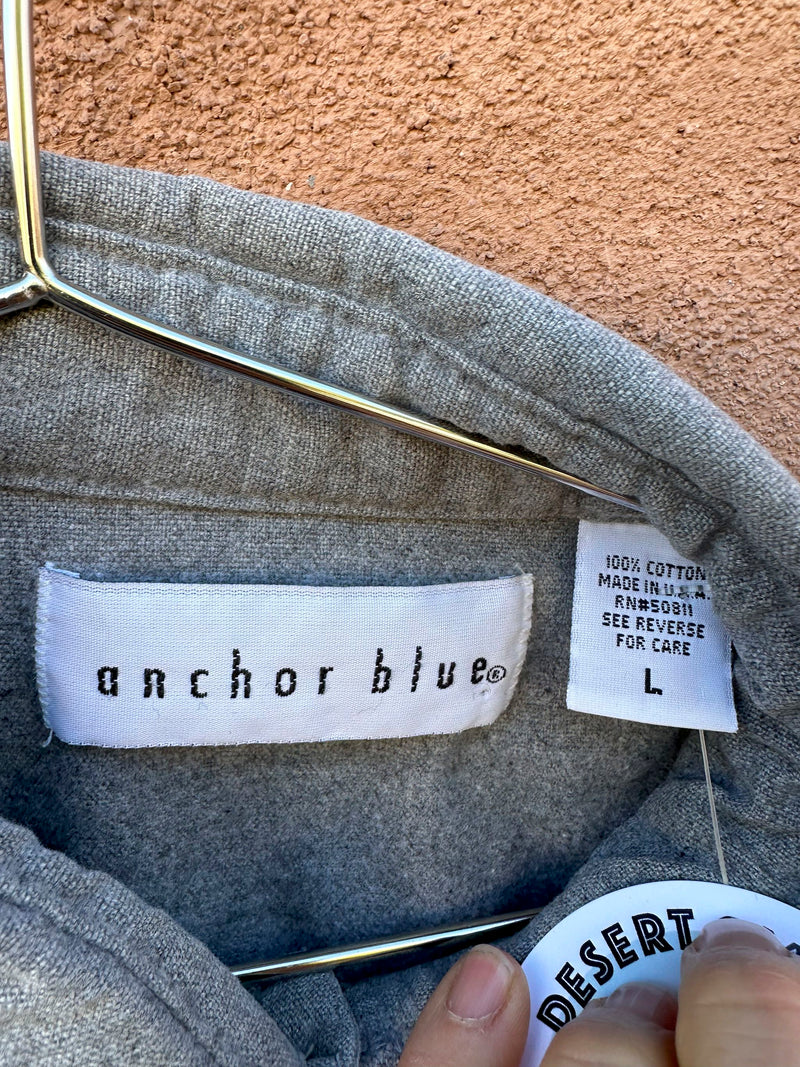 anchor blue®
100% COTTON
MADE IN U.S.A.
RN#50811
SEE REVERSE
FOR CARE
L
DESERT